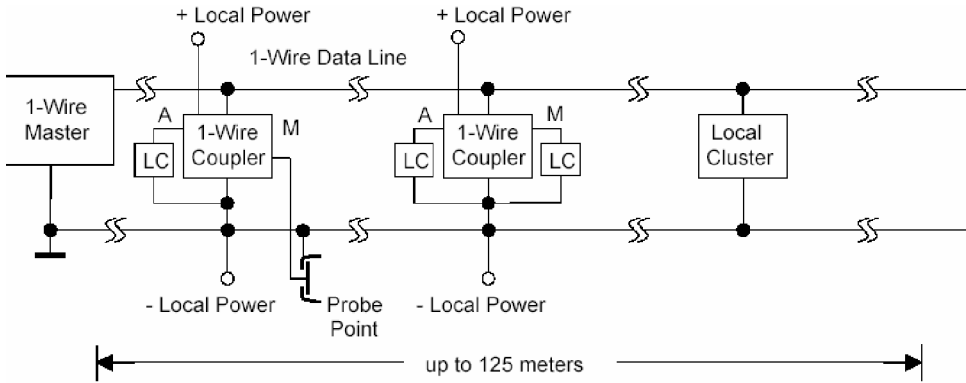 + Local Power
+ Local Power
1-Wire Data Line
1-Wire
Master
A
1-Wire
Coupler
M
LC
A
1-Wire
Coupler
M
LC
LC
Local
Cluster
- Local Power
Probe
Point
- Local Power
up to 125 meters